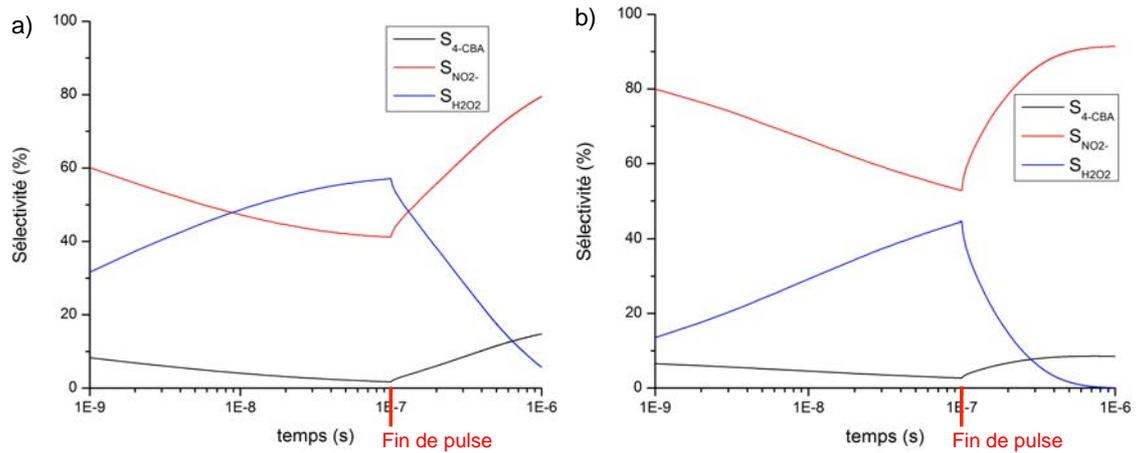 a)
Sélectivité (%)
100
80
60
40
20
0
S4-CBA
SNO2-
SH2O2
1E-9
1E-8
1E-7
1E-6
temps (s)
Fin de pulse
b)
Sélectivité (%)
100
80
60
40
20
0
S4-CBA
SNO2-
SH2O2
1E-9
1E-8
1E-7
1E-6
temps (s)
Fin de pulse